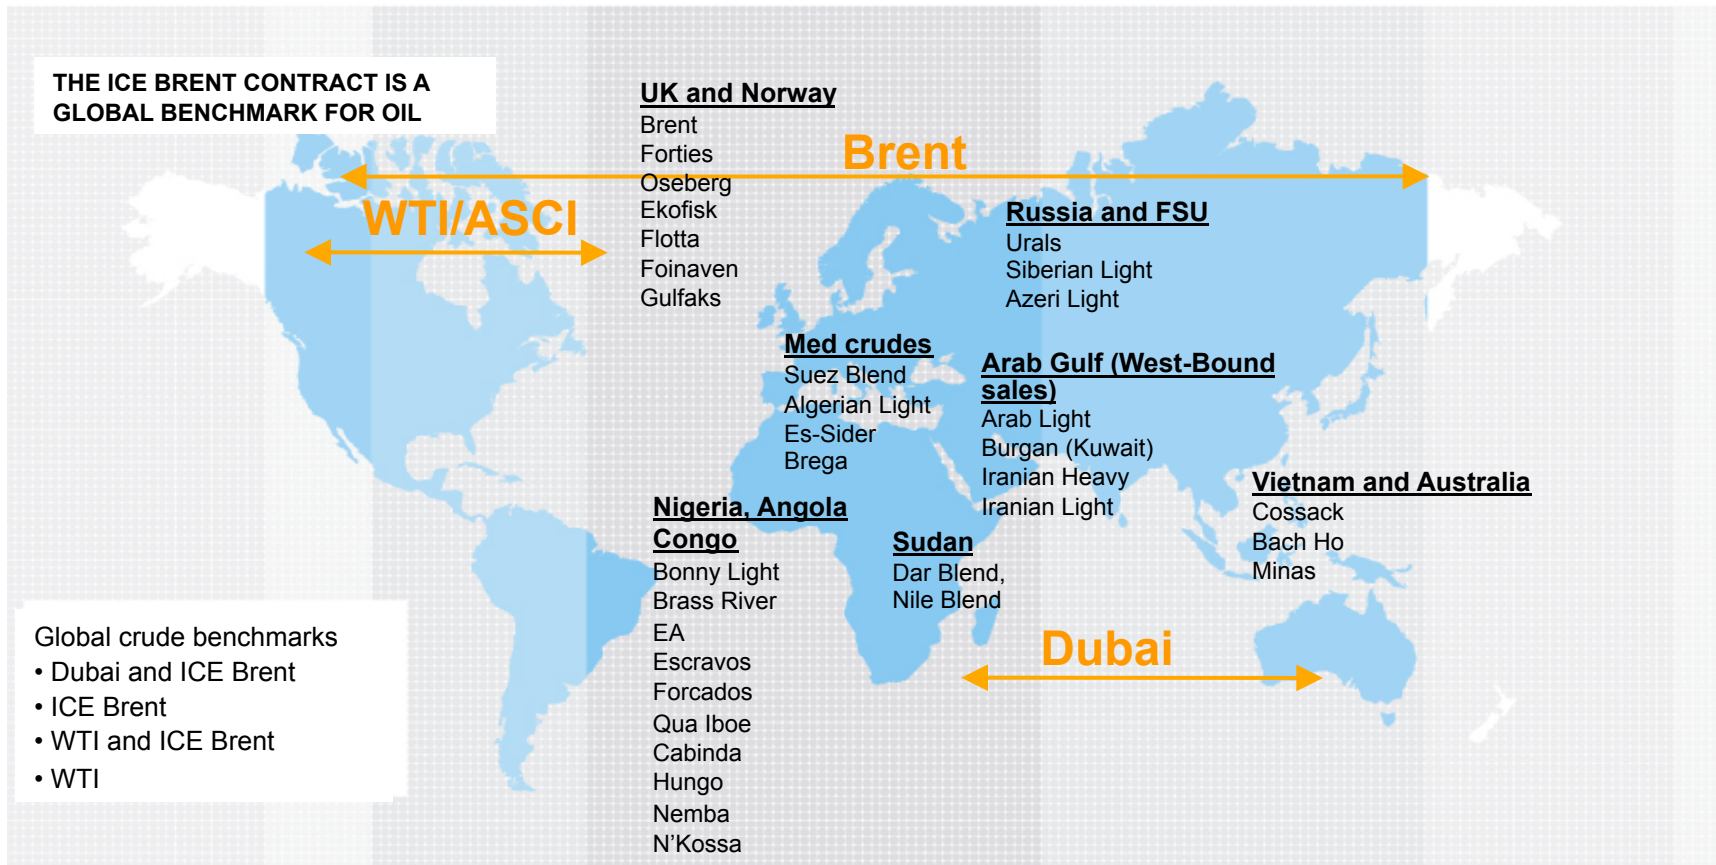 THE ICE BRENT CONTRACT IS A
GLOBAL BENCHMARK FOR OIL
UK and Norway
Brent
Forties
Oseberg
Ekofisk
Flotta
Foinaven
Gulfaks
Brent
WTI/ASCI
Russia and FSU
Urals
Siberian Light
Azeri Light
Med crudes
Suez Blend
Algerian Light
Es-Sider
Brega
Arab Gulf (West-Bound
sales)
Arab Light
Burgan (Kuwait)
Iranian Heavy
Iranian Light
Vietnam and Australia
Cossack
Bach Ho
Minas
Nigeria, Angola
Congo
Bonny Light
Brass River
EA
Escravos
Forcados
Qua Iboe
Cabinda
Hungo
Nemba
N'Kossa
Sudan
Dar Blend,
Nile Blend
Dubai
Global crude benchmarks
• Dubai and ICE Brent
• ICE Brent
• WTI and ICE Brent
• WTI